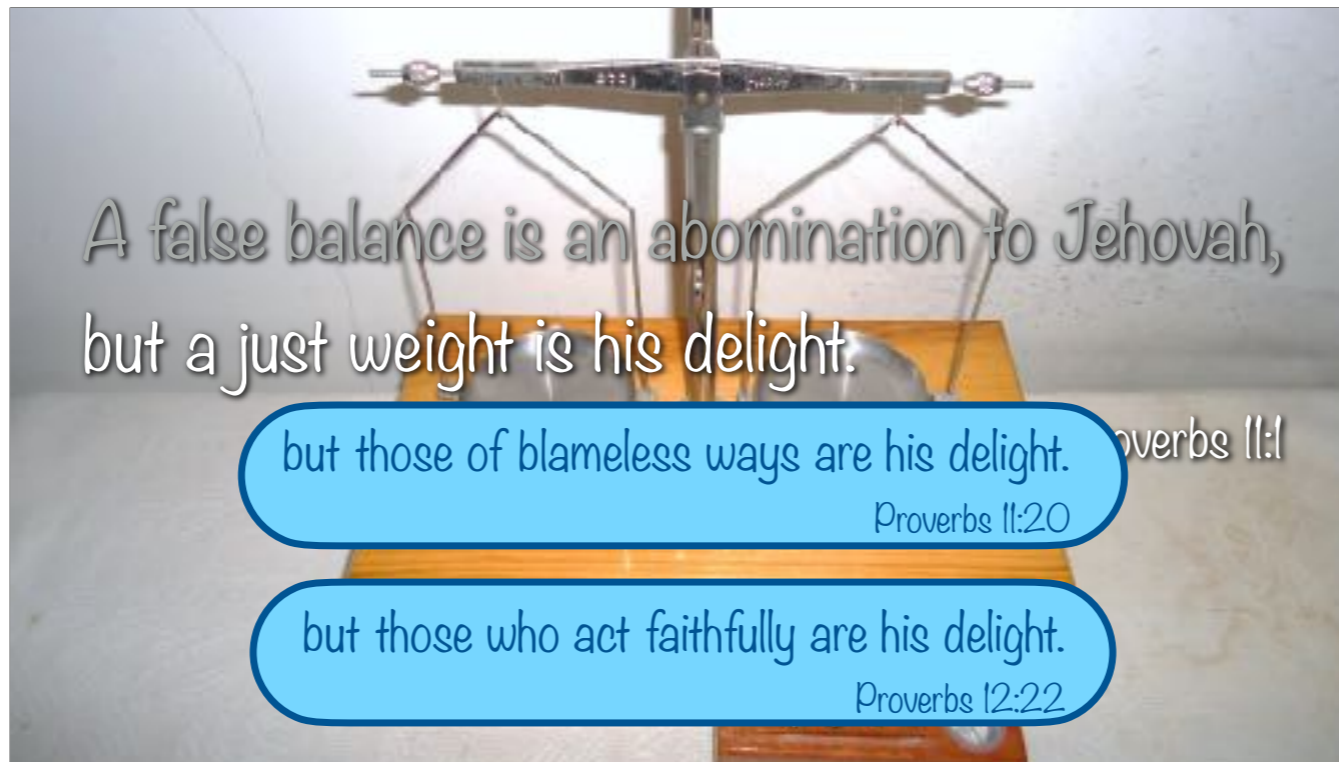 A false balance is an abomination to Jehovah,
but a just weight is his delight.
overbs 11:1
but those of blameless ways are his delight.
Proverbs 11:20
but those who act faithfully are his delight.
Proverbs 12:22